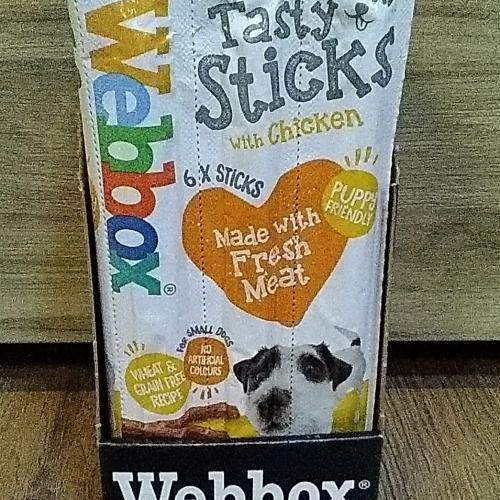 Webbox®
Tasty
Sticks
with Chicken
6 X STICKS
PUPPY
FRIENDLY
Made with
Fresh
Meat
FOR SMALL DOGS
NO
ARTIFICIAL
COLOURS
WHEAT &
GRAIN FREE
RECIPE
Webbox®